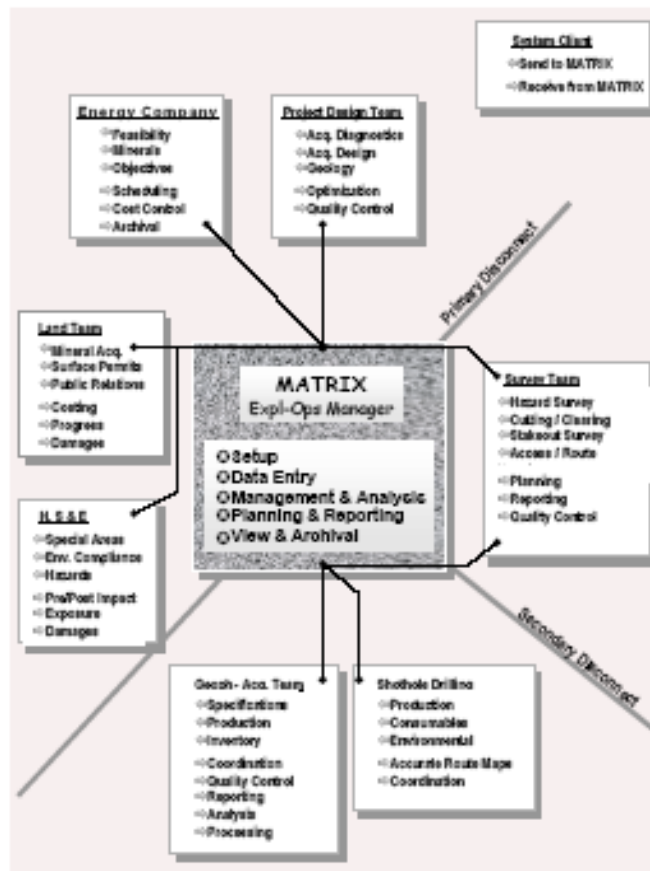 System Client
⇦Send to MATRIX
⇨Receive from MATRIX
Energy Company
⇦Feasibility
⇦Minerals
⇦Objectives
⇨Scheduling
⇨Cost Control
⇨Archival
Project Design Team
⇦Acq. Diagnostics
⇦Acq. Design
⇦Geology
⇨Optimization
⇨Quality Control
Primary Disconnect
Land Team
⇦Mineral Acq.
⇦Surface Permits
⇦Public Relations
⇨Costing
⇨Progress
⇨Damages
MATRIX
Expl-Ops Manager
Setup
Data Entry
Management & Analysis
Planning & Reporting
View & Archival
Survey Team
⇦Hazard Survey
⇦Cutting / Clearing
⇦Stakeout Survey
⇦Access / Route
⇨Planning
⇨Reporting
⇨Quality Control
H, S & E
⇦Special Areas
⇦Env. Compliance
⇦Hazards
⇨Pre/Post Impact
⇨Exposure
⇨Damages
Secondary Disconnect
Geoph - Acq. Team
⇦Specifications
⇦Production
⇦Inventory
⇨Coordination
⇨Quality Control
⇨Reporting
⇨Analysis
⇨Processing
Shothole Drilling
⇦Production
⇦Consumables
⇦Environmental
⇨Accurate Route Maps
⇨Coordination